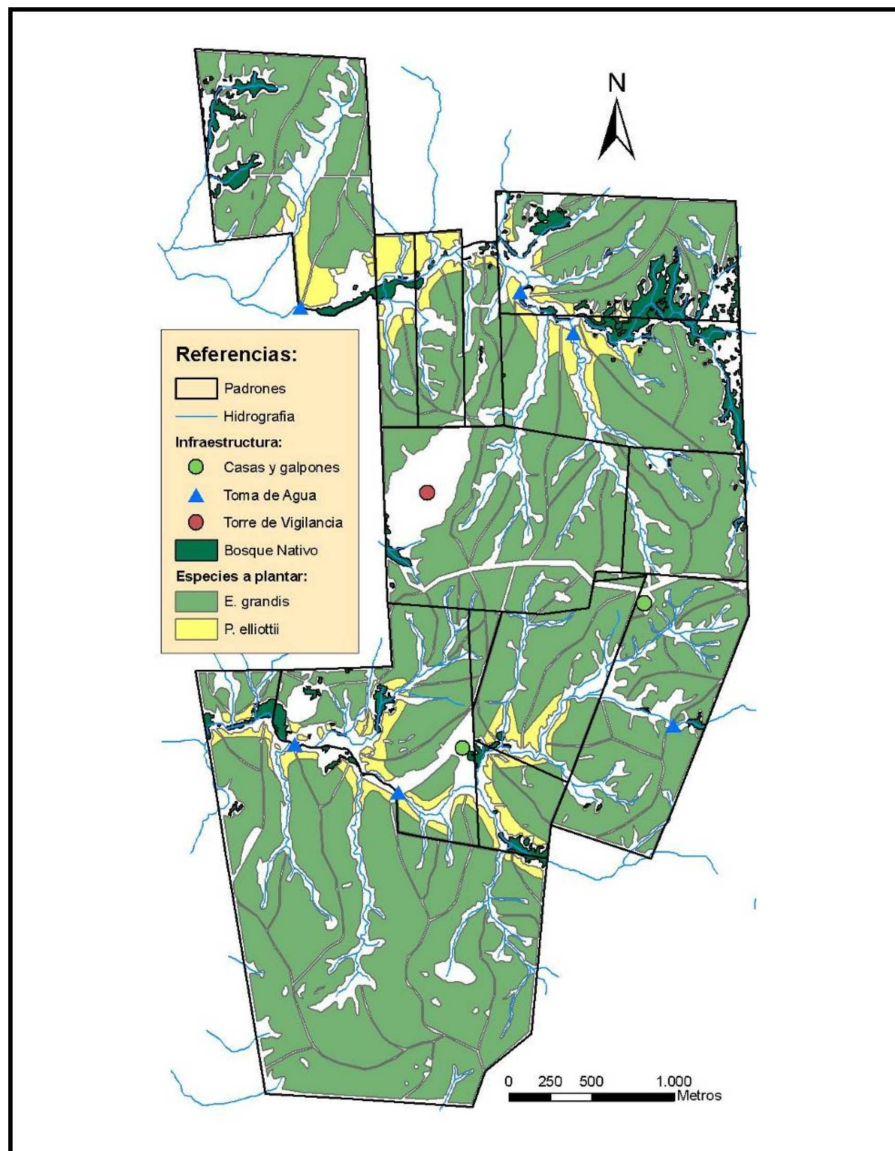 N
Referencias:
Padrones
Hidrografia
Infraestructura:
Casas y galpones
Toma de Agua
Torre de Vigilancia
Bosque Nativo
Especies a plantar:
E. grandis
P. elliottii
0 250 500 1.000
Metros